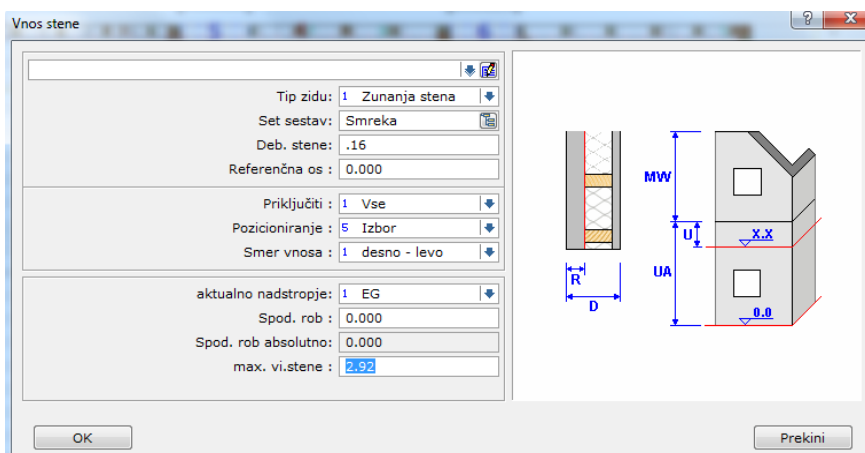 Vnos stene
Tip zidu: 1 Zunanja stena
Set sestav: Smreka
Deb. stene: .16
Referenčna os : 0.000
Priključiti : 1 Vse
Pozicioniranje : 5 Izbor
Smer vnosa : 1 desno - levo
aktualno nadstropje: 1 EG
Spod. rob : 0.000
Spod. rob absolutno: 0.000
max. vi.stene : 2.92
OK
R
D
MW
U
X.X
UA
0.0
Prekini